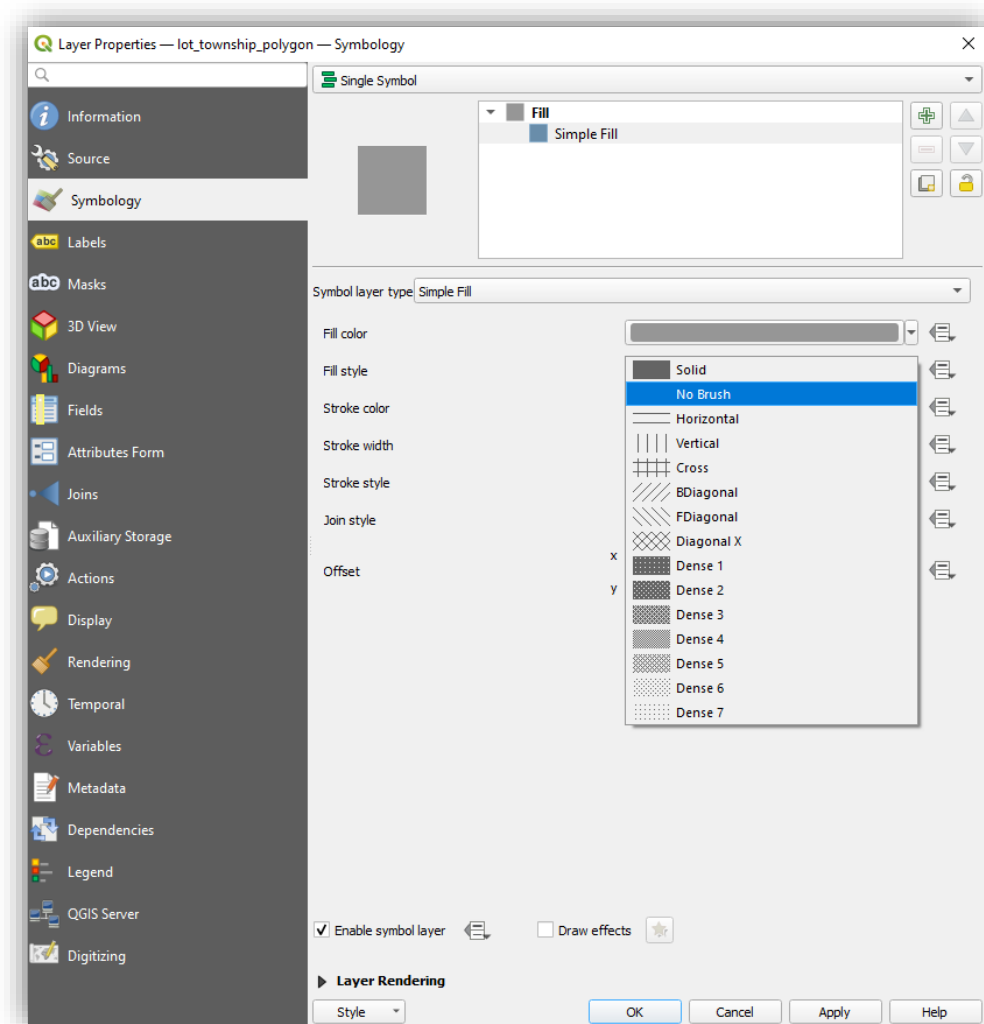 Layer Properties — lot_township_polygon — Symbology
Single Symbol
Information
Source
Symbology
Labels
Masks
3D View
Diagrams
Fields
Attributes Form
Joins
Auxiliary Storage
Actions
Display
Rendering
Temporal
Variables
Metadata
Dependencies
Legend
QGIS Server
Digitizing
Fill
Simple Fill
Symbol layer type Simple Fill
Fill color
Fill style
Stroke color
Stroke width
Stroke style
Join style
Offset
x
y
Solid
No Brush
Horizontal
Vertical
Cross
BDiagonal
FDiagonal
Diagonal X
Dense 1
Dense 2
Dense 3
Dense 4
Dense 5
Dense 6
Dense 7
Enable symbol layer
Draw effects
Layer Rendering
Style
OK
Cancel
Apply
Help
abc
abc